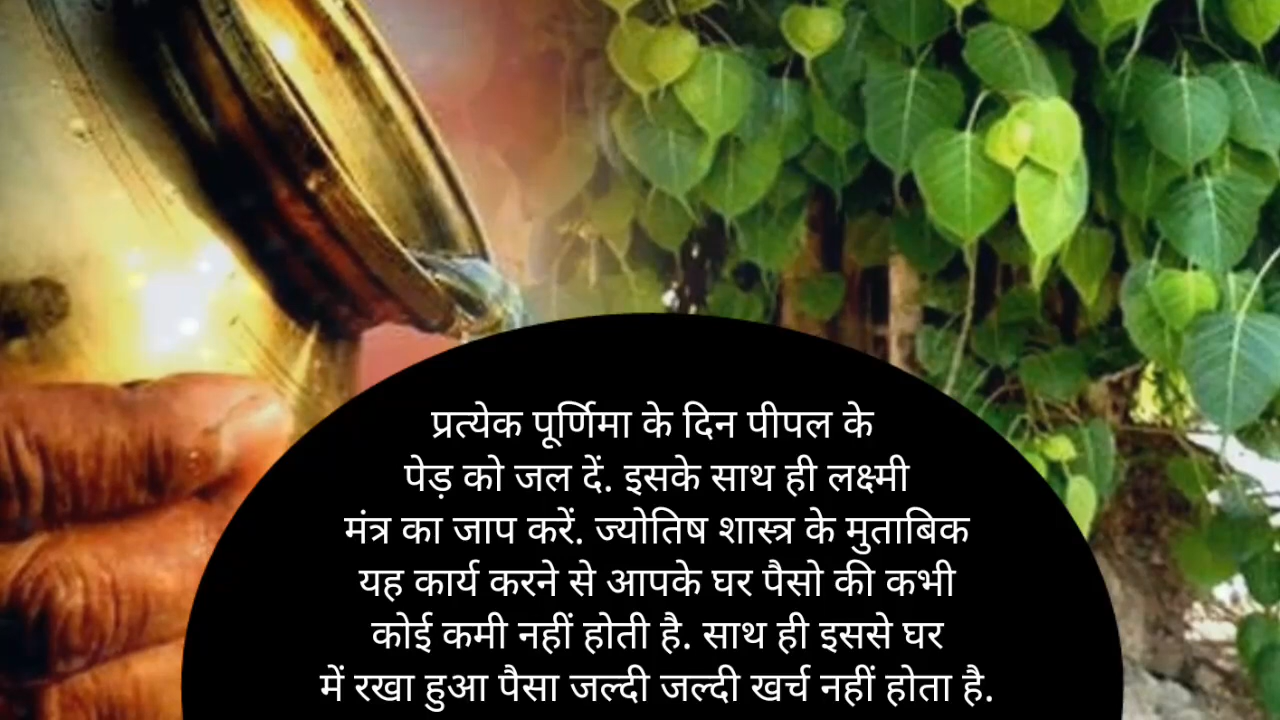 प्रत्येक पूर्णिमा के दिन पीपल के
पेड़ को जल दें. इसके साथ ही लक्ष्मी
मंत्र का जाप करें. ज्योतिष शास्त्र के मुताबिक
यह कार्य करने से आपके घर पैसो की कभी
कोई कमी नहीं होती है. साथ ही इससे घर
में रखा हुआ पैसा जल्दी जल्दी खर्च नहीं होता है.